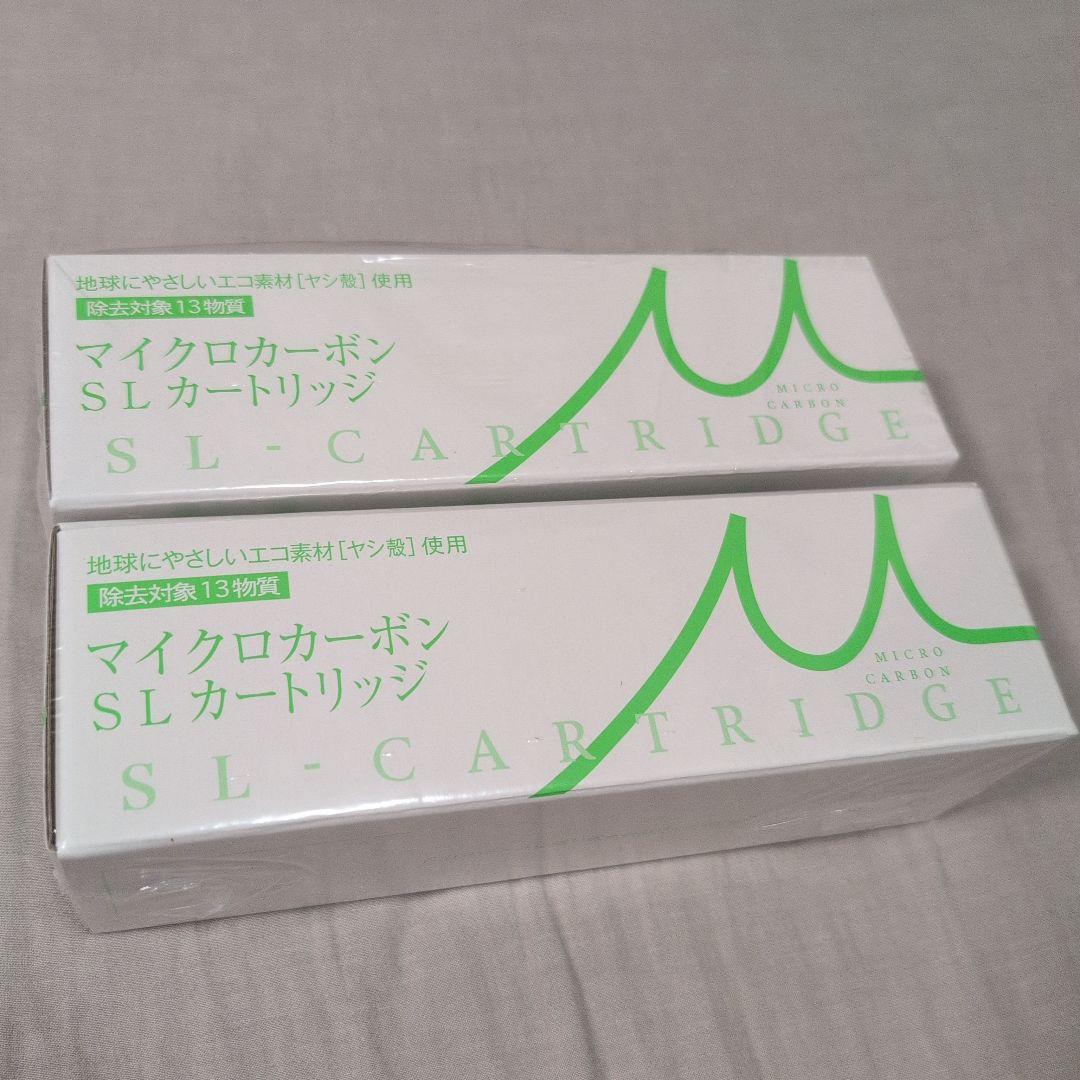 地球にやさしいエコ素材［ヤシ殻］使用
除去対象13物質
マイクロカーボン
SLカートリッジ
MICRO
CARBON
SL-CARTRIDGE
地球にやさしいエコ素材［ヤシ殻］使用
除去対象13物質
マイクロカーボン
SLカートリッジ
MICRO
CARBON
SL-CARTRIDGE